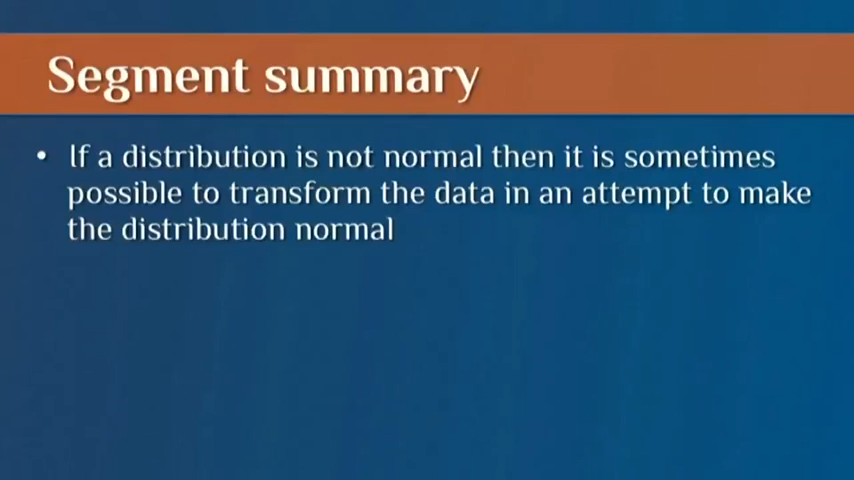 Segment summary
• If a distribution is not normal then it is sometimes
possible to transform the data in an attempt to make
the distribution normal